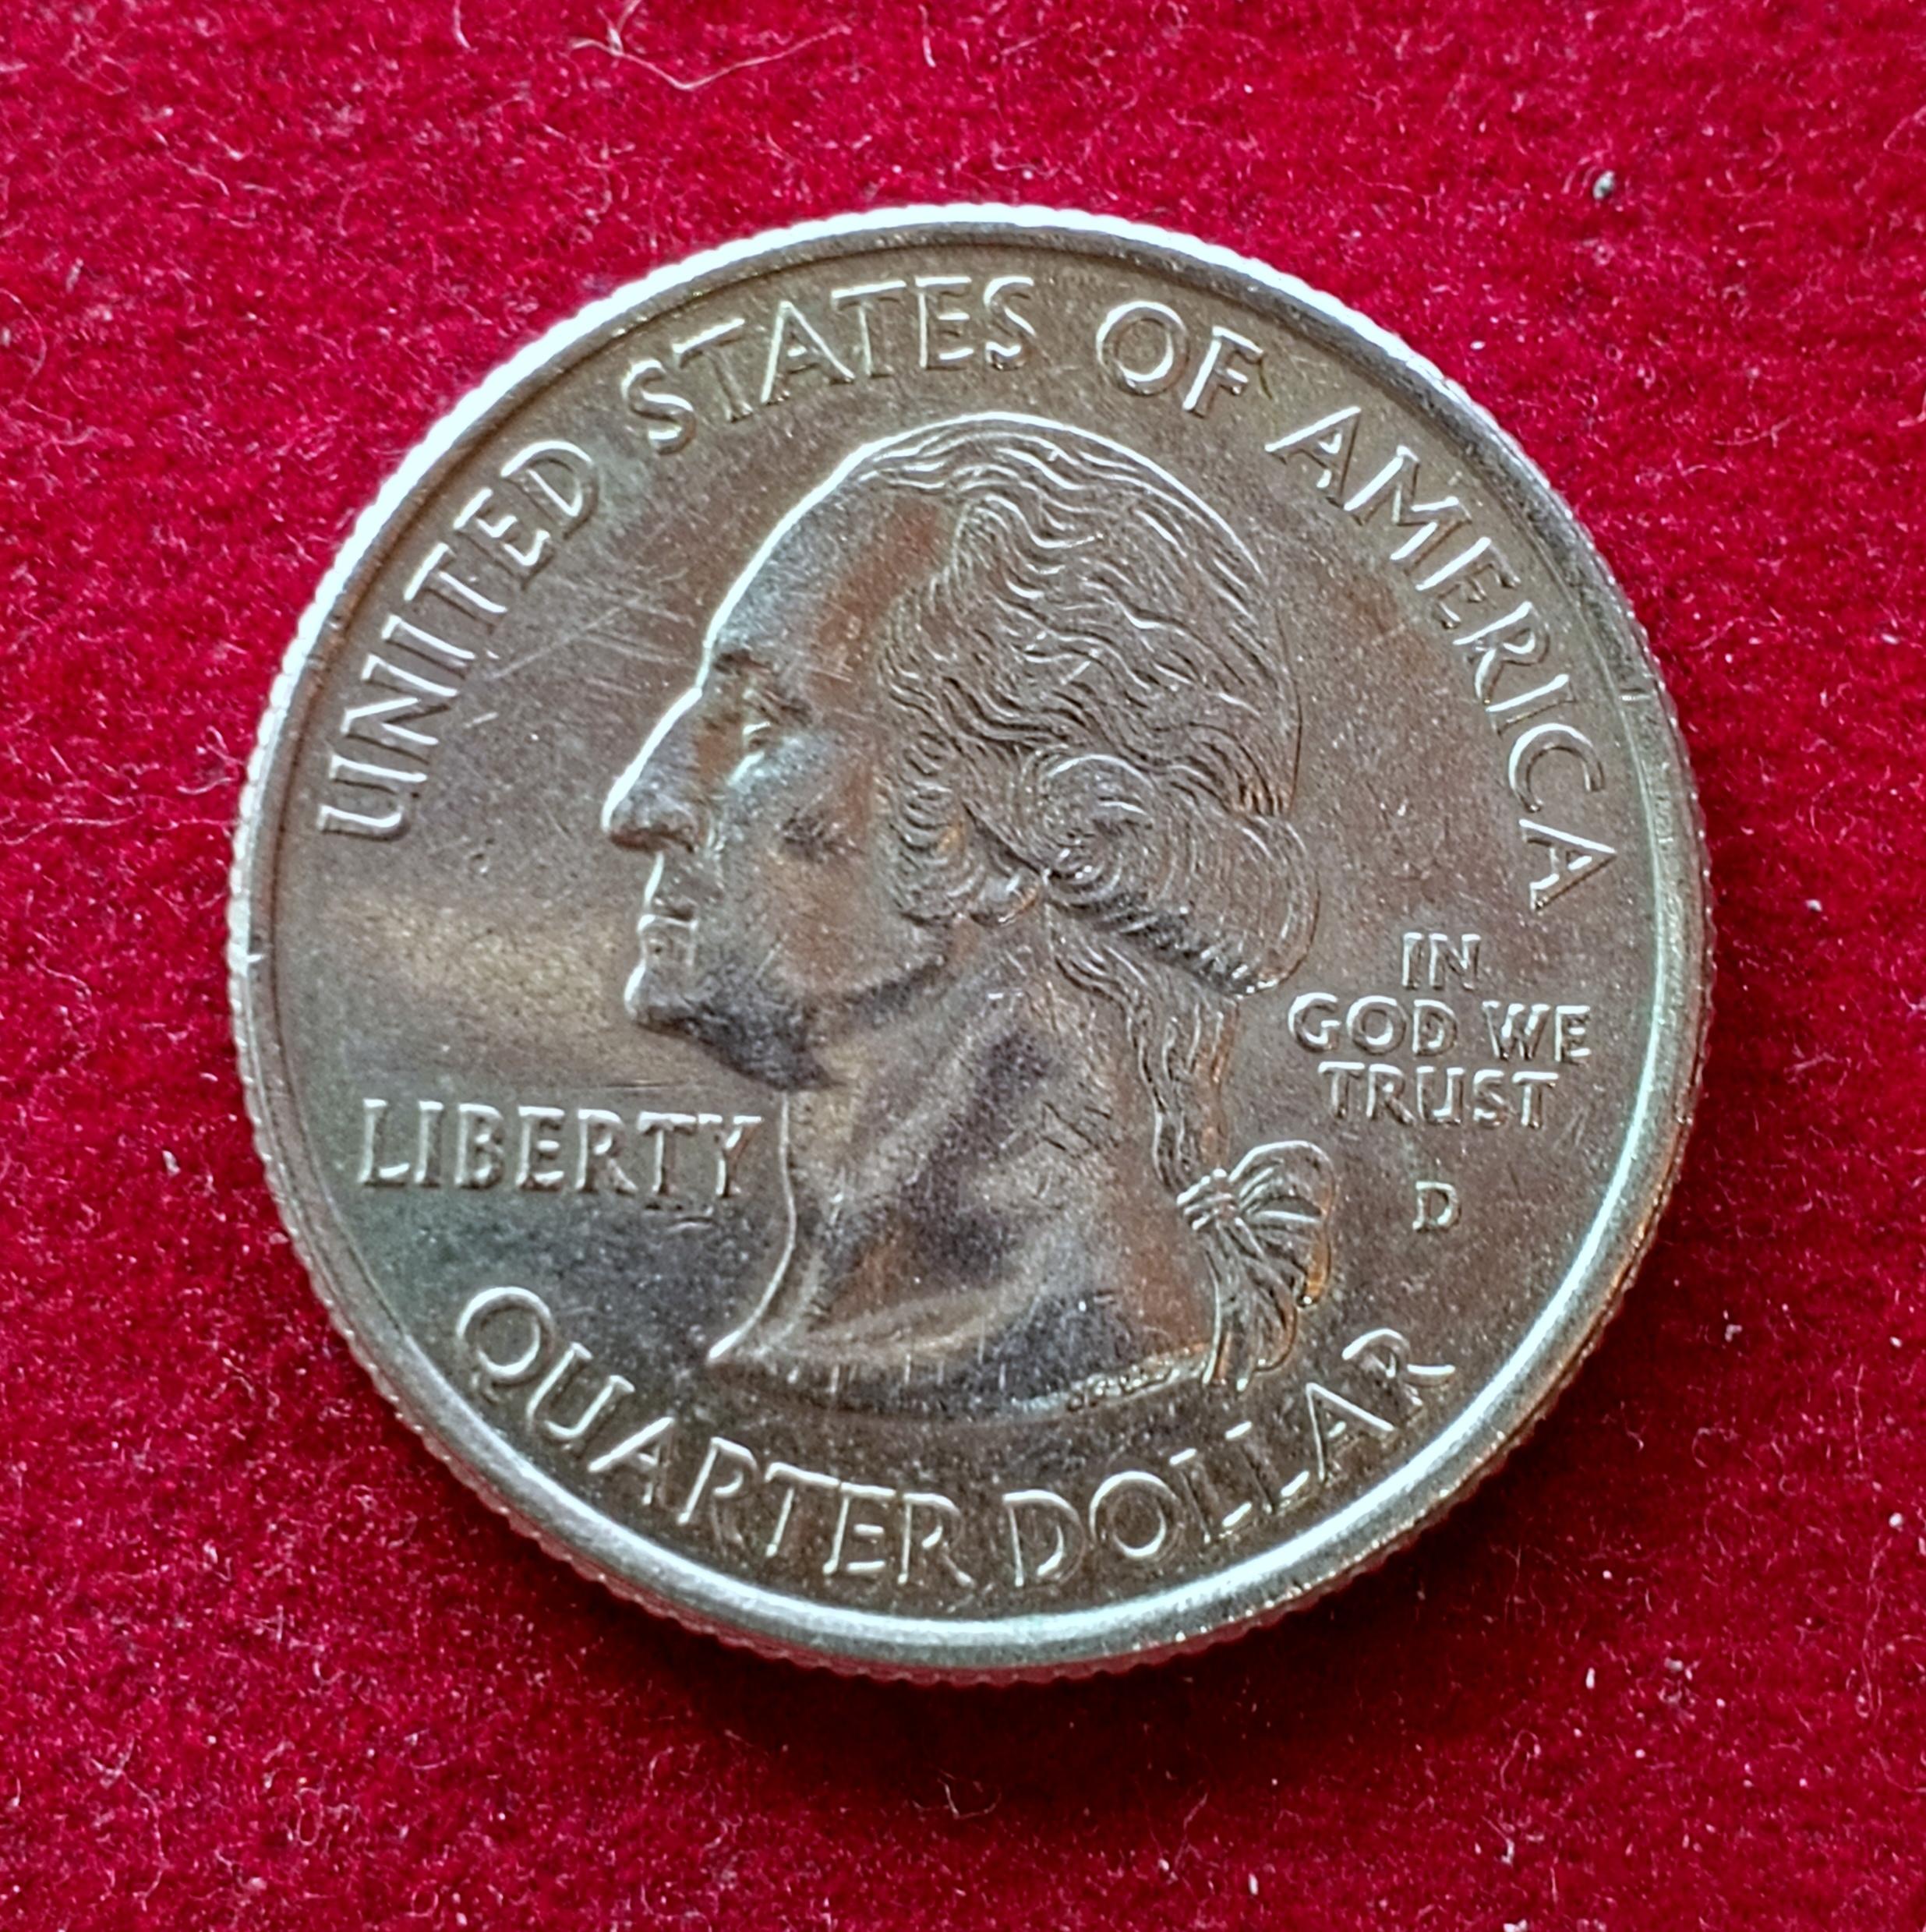 UNITED STATES OF AMERICA
LIBERTY
IN
GOD WE
TRUST
D
QUARTER DOLLAR